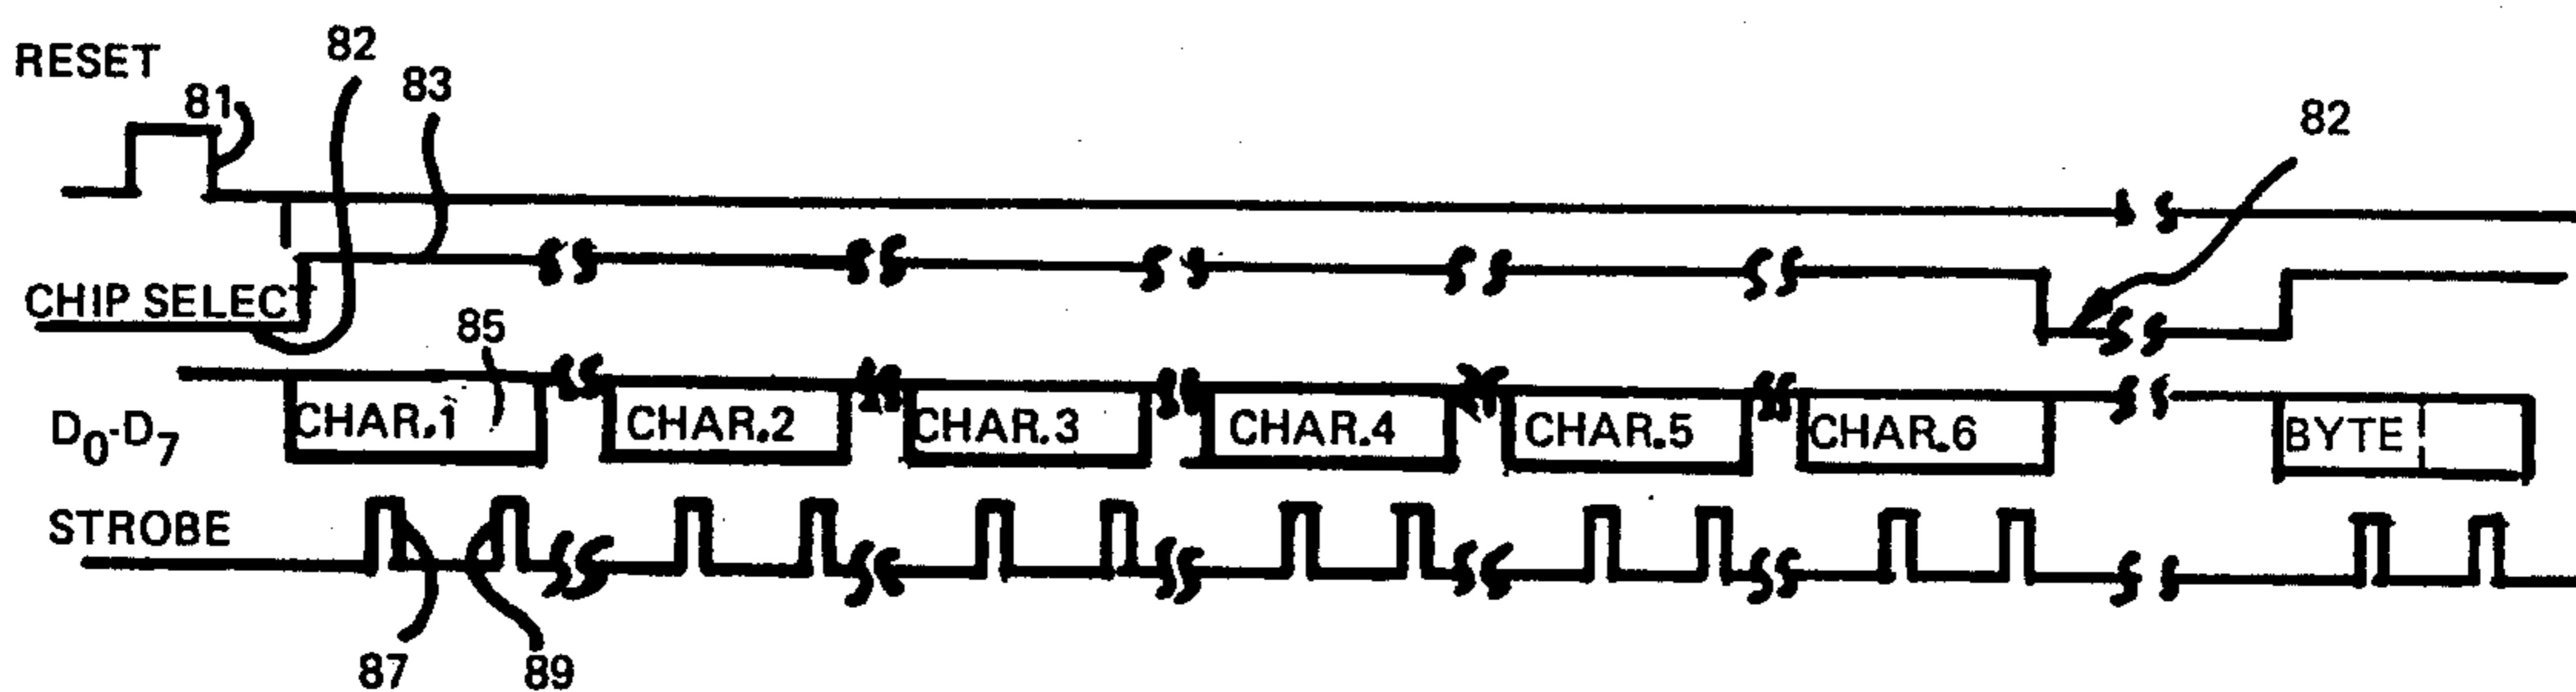 RESET
82
83
81
82
CHIP SELECT
85
D0-D7
CHAR.1
CHAR.2
CHAR.3
CHAR.4
CHAR.5
CHAR.6
BYTE
STROBE
87
89